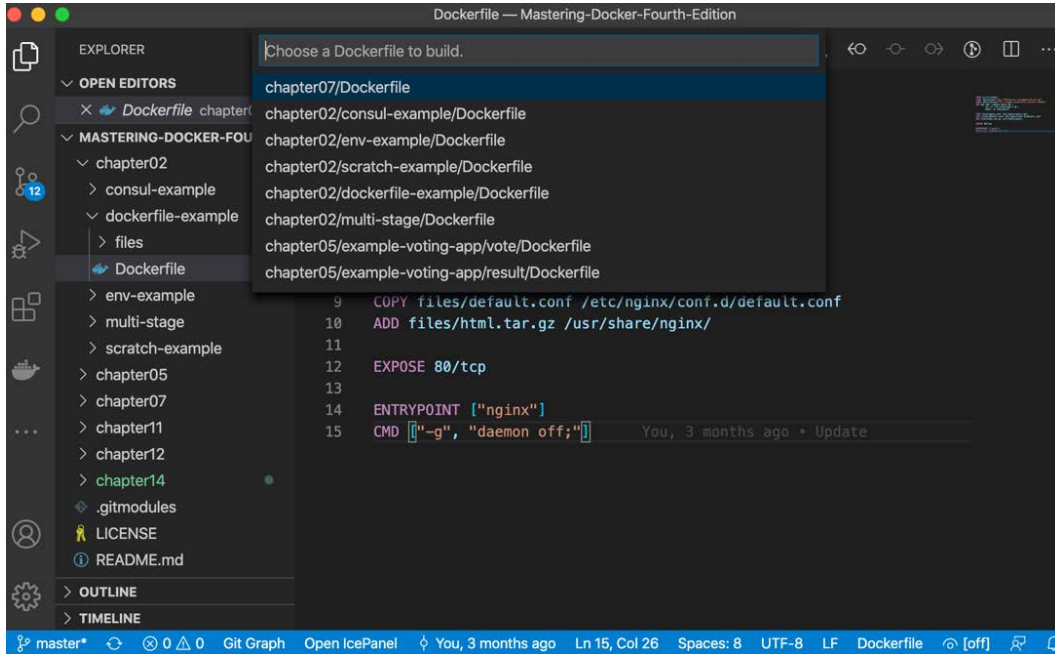 Dockerfile — Mastering-Docker-Fourth-Edition
EXPLORER
OPEN EDITORS
Dockerfile
MASTERING-DOCKER-FOU
chapter02
consul-example
dockerfile-example
files
Dockerfile
env-example
multi-stage
scratch-example
chapter05
chapter07
chapter11
chapter12
chapter14
.gitmodules
LICENSE
README.md
OUTLINE
TIMELINE
12
Choose a Dockerfile to build.
chapter07/Dockerfile
chapter02/consul-example/Dockerfile
chapter02/env-example/Dockerfile
chapter02/scratch-example/Dockerfile
chapter02/dockerfile-example/Dockerfile
chapter02/multi-stage/Dockerfile
chapter05/example-voting-app/vote/Dockerfile
chapter05/example-voting-app/result/Dockerfile
9 COPY files/default.conf /etc/nginx/conf.d/default.conf
10 ADD files/html.tar.gz /usr/share/nginx/
11
12 EXPOSE 80/tcp
13
14 ENTRYPOINT ["nginx"]
15 CMD ["-g", "daemon off;"] You, 3 months ago • Update
master* 0 0 Git Graph Open IcePanel You, 3 months ago Ln 15, Col 26 Spaces: 8 UTF-8 LF Dockerfile [off]